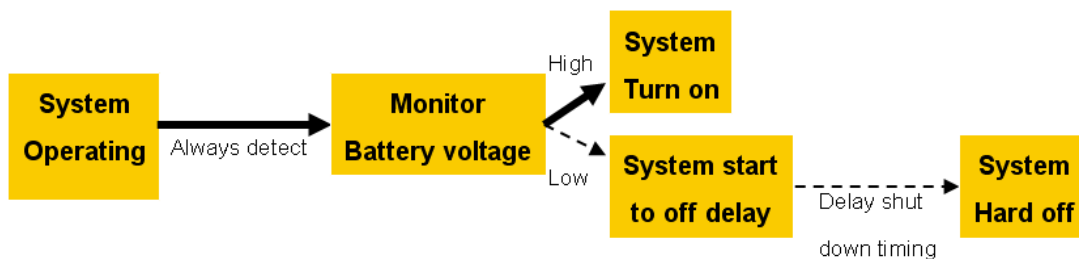 System
Operating
Always detect
Monitor
Battery voltage
High
System
Turn on
Low
System start
to off delay
Delay shut
down timing
System
Hard off